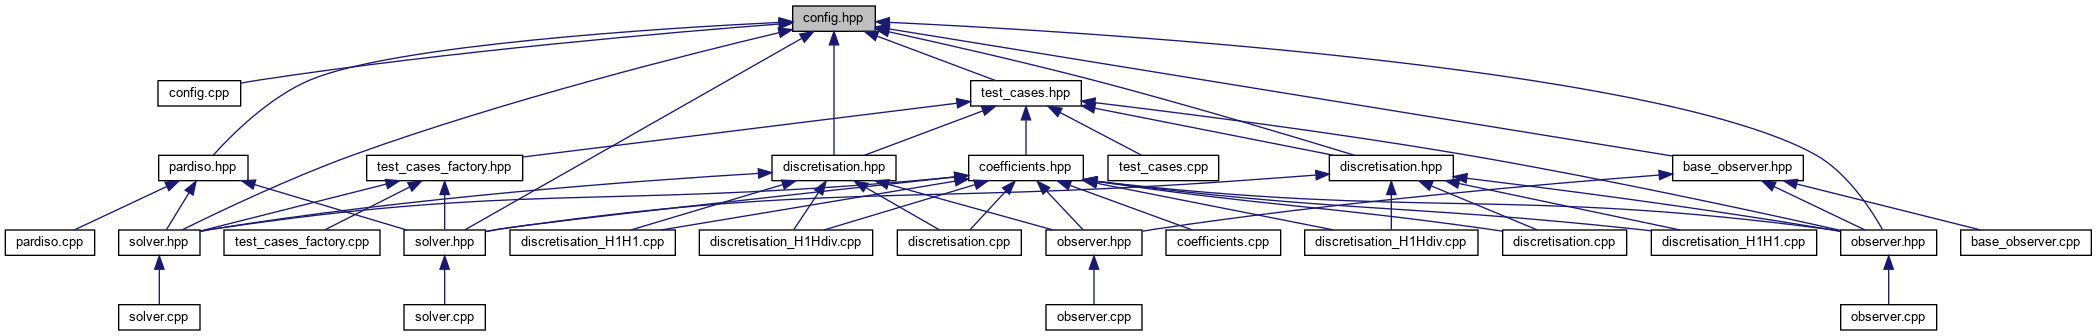 config.hpp
config.cpp
test_cases.hpp
pardiso.hpp
test_cases_factory.hpp
discretisation.hpp
coefficients.hpp
test_cases.cpp
discretisation.hpp
base_observer.hpp
pardiso.cpp
solver.hpp
test_cases_factory.cpp
solver.hpp
discretisation_H1H1.cpp
discretisation_H1Hdiv.cpp
discretisation.cpp
observer.hpp
coefficients.cpp
discretisation_H1Hdiv.cpp
discretisation.cpp
discretisation_H1H1.cpp
observer.hpp
base_observer.cpp
solver.cpp
solver.cpp
observer.cpp
observer.cpp